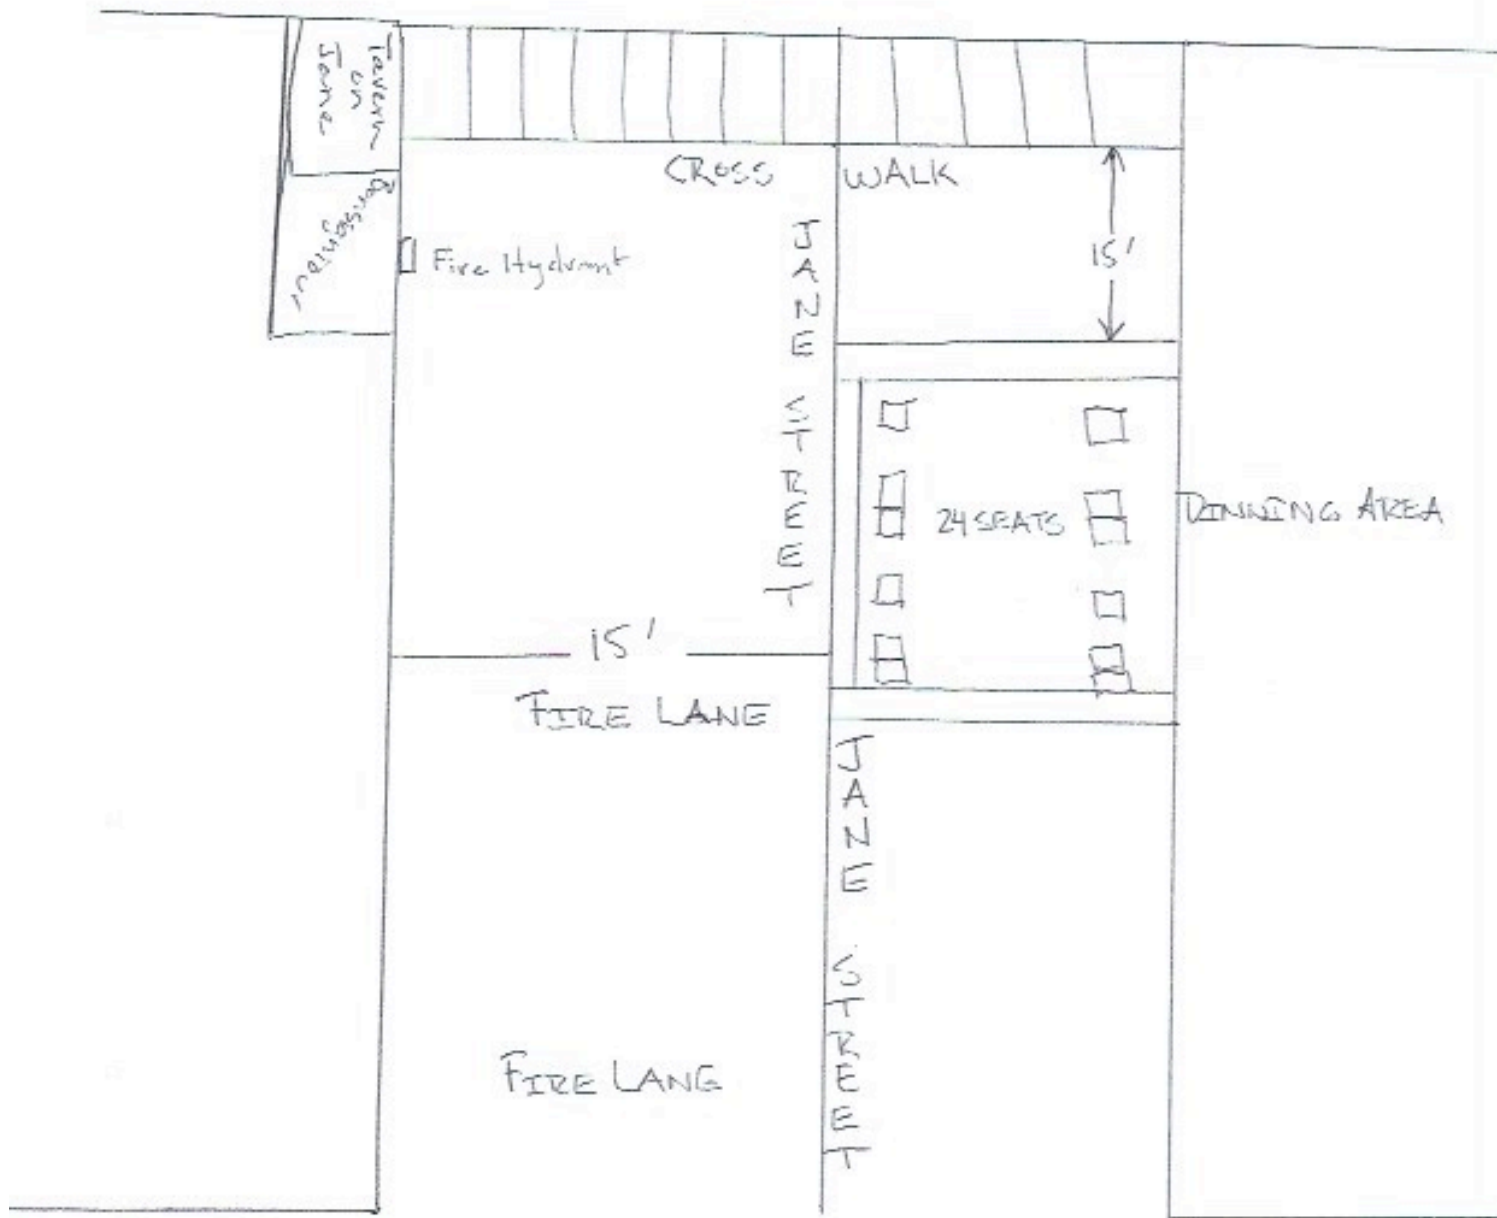 Tavern
on
Jane
CROSS WALK
Fire Hydrant
15'
JANE STREET
24 SEATS
DINNING AREA
15'
FIRE LANE
JANE STREET
FIRE LANE